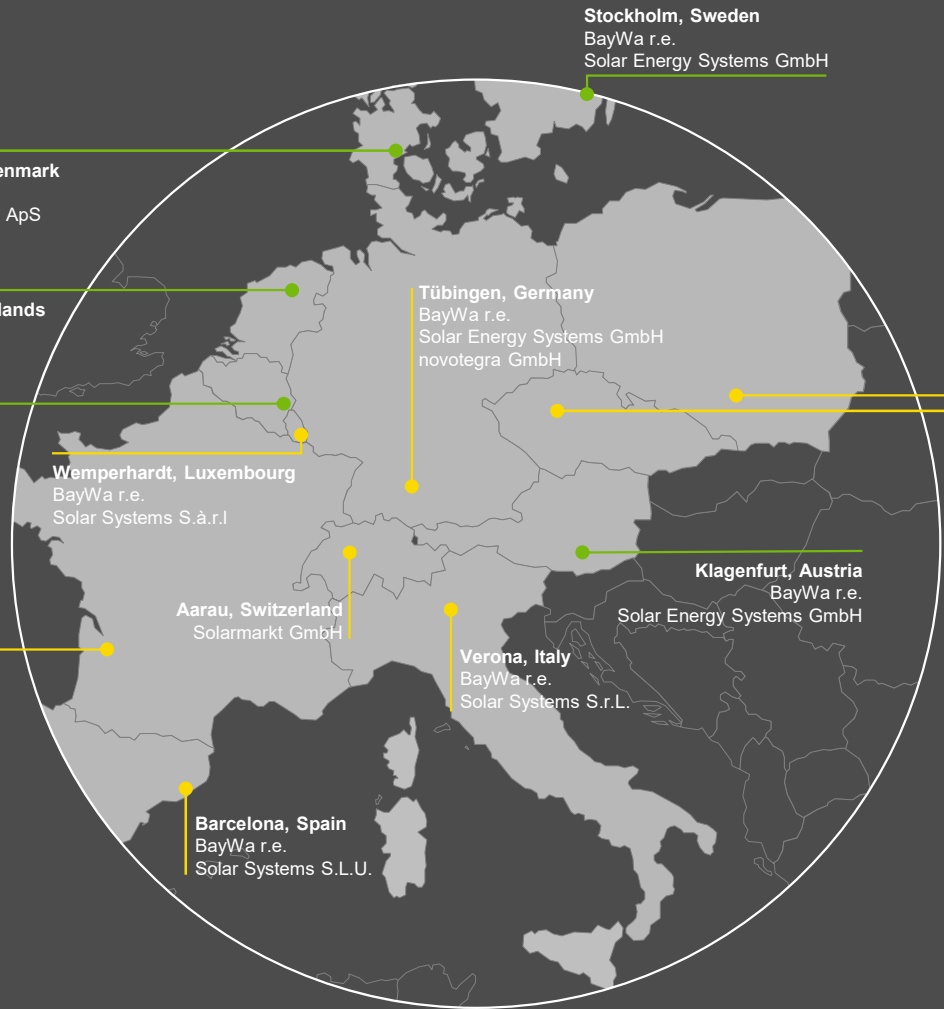 Stockholm, Sweden
BayWa r.e.
Solar Energy Systems GmbH
ApS
Tübingen, Germany
BayWa r.e.
Solar Energy Systems GmbH
novotegra GmbH
Wemperhardt, Luxembourg
BayWa r.e.
Solar Systems S.à.r.l
Klagenfurt, Austria
BayWa r.e.
Solar Energy Systems GmbH
Aarau, Switzerland
Solarmarkt GmbH
Verona, Italy
BayWa r.e.
Solar Systems S.r.L.
Barcelona, Spain
BayWa r.e.
Solar Systems S.L.U.